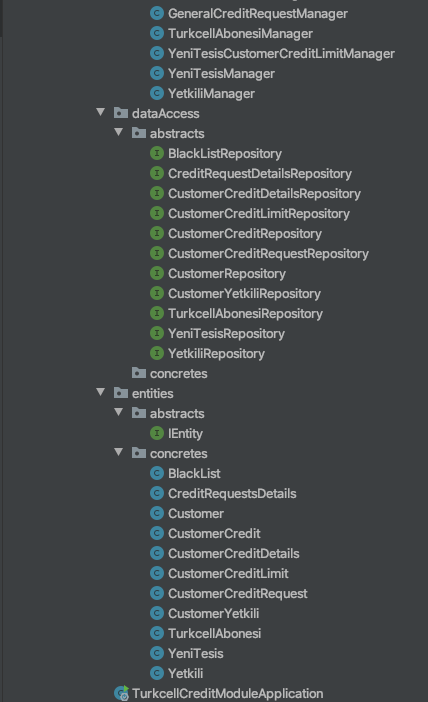 GeneralCreditRequestManager
TurkcellAbonesiManager
YeniTesisCustomerCreditLimitManager
YeniTesisManager
YetkiliManager
dataAccess
abstracts
BlackListRepository
CreditRequestDetailsRepository
CustomerCreditDetailsRepository
CustomerCreditLimitRepository
CustomerCreditRepository
CustomerCreditRequestRepository
CustomerRepository
CustomerYetkiliRepository
TurkcellAbonesiRepository
YeniTesisRepository
YetkiliRepository
concretes
entities
abstracts
IEntity
concretes
BlackList
CreditRequestsDetails
Customer
CustomerCredit
CustomerCreditDetails
CustomerCreditLimit
CustomerCreditRequest
CustomerYetkili
TurkcellAbonesi
YeniTesis
Yetkili
TurkcellCreditModuleApplication